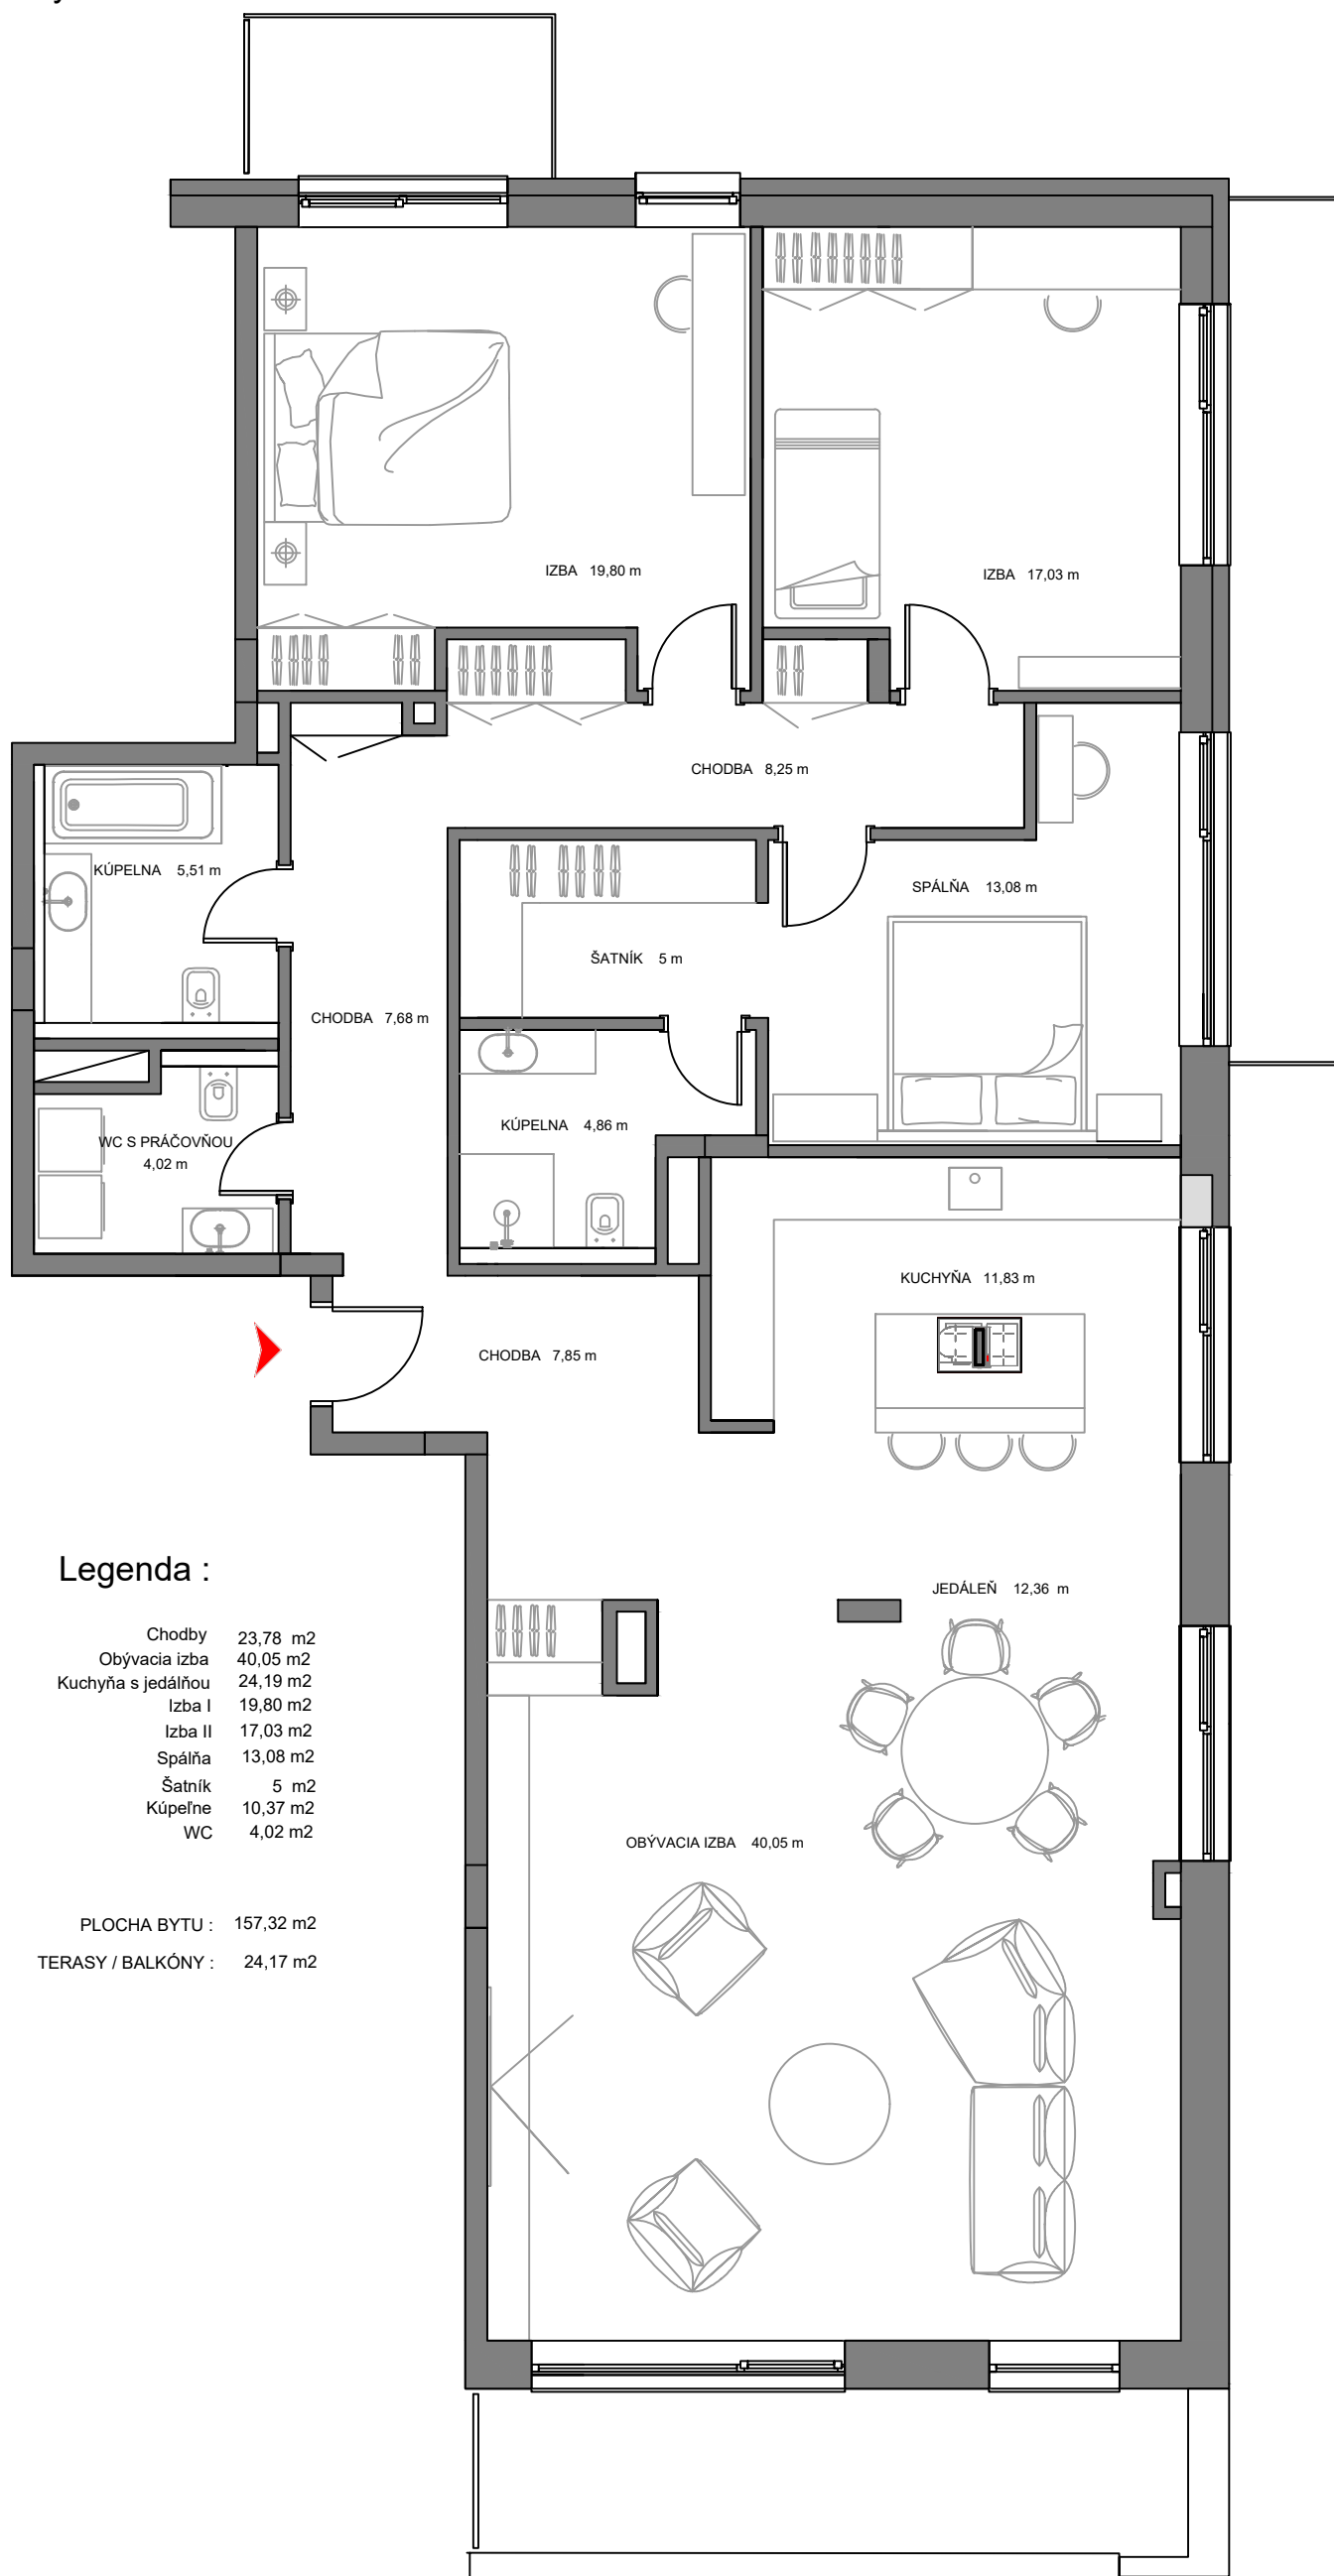 IZBA 19,80 m
IZBA 17,03 m
CHODBA 8,25 m
KÚPELNA 5,51 m
SPÁLŇA 13,08 m
ŠATNÍK 5 m
CHODBA 7,68 m
KÚPELNA 4,86 m
WC S PRÁČOVŇOU
4,02 m
KUCHYŇA 11,83 m
CHODBA 7,85 m
JEDÁLEŇ 12,36 m
OBÝVACIA IZBA 40,05 m
Legenda :
Chodby 23,78 m2
Obývacia izba 40,05 m2
Kuchyňa s jedálňou 24,19 m2
Izba I 19,80 m2
Izba II 17,03 m2
Spálňa 13,08 m2
Šatník 5 m2
Kúpeľne 10,37 m2
WC 4,02 m2
PLOCHA BYTU : 157,32 m2
TERASY / BALKÓNY : 24,17 m2